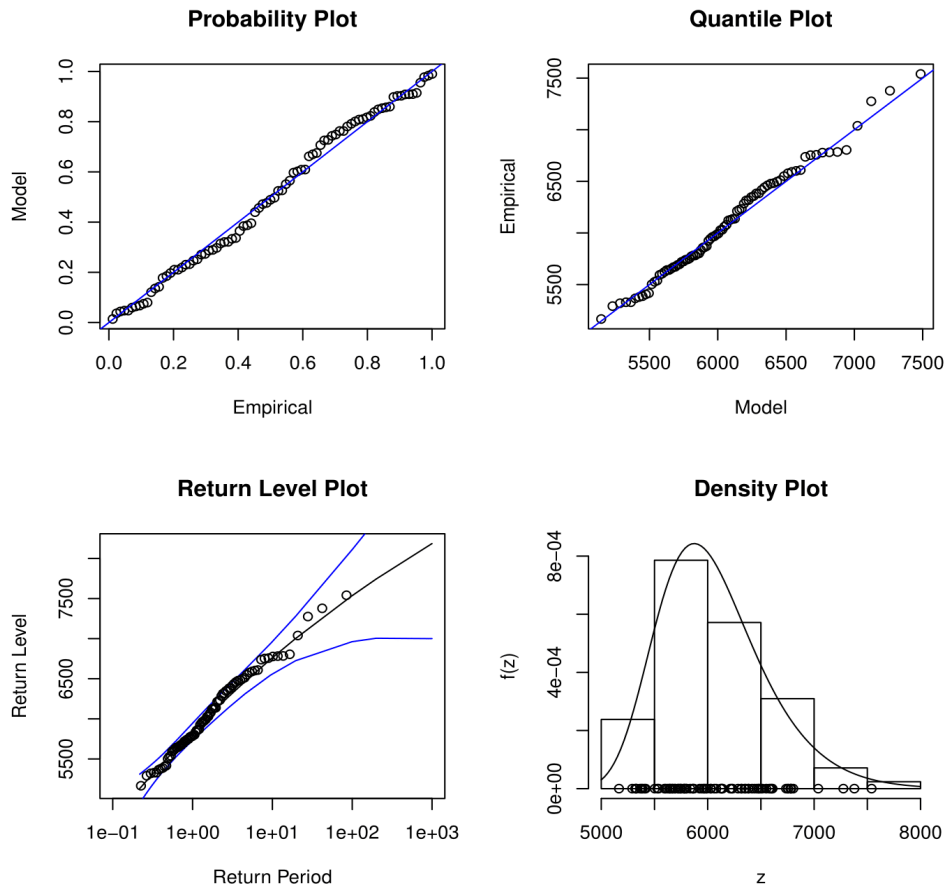 Probability Plot
Model
0.0 0.2 0.4 0.6 0.8 1.0
0.0 0.2 0.4 0.6 0.8 1.0
Empirical
Quantile Plot
Empirical
5500 6500 7500
5500 6000 6500 7000 7500
Model
Return Level Plot
Return Level
5500 6500 7500
1e−01 1e+00 1e+01 1e+02 1e+03
Return Period
Density Plot
f(z)
0e+00 4e−04 8e−04
5000 6000 7000 8000
z